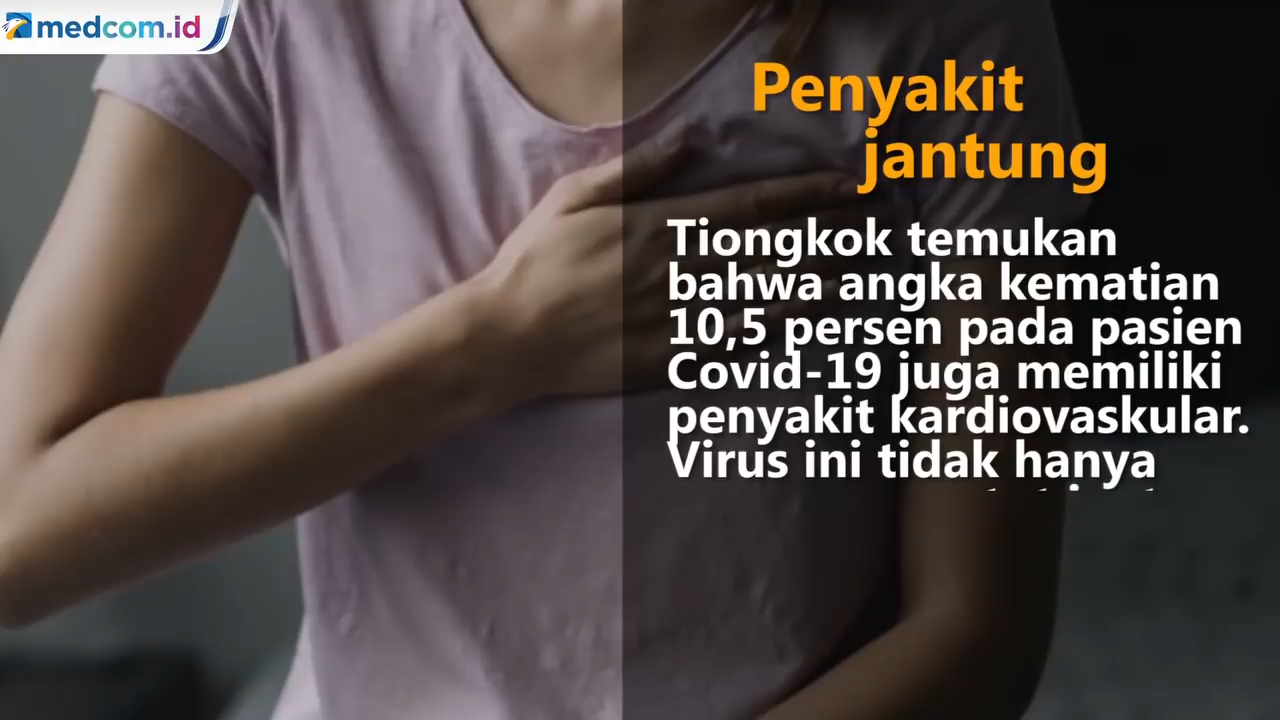 medcom.id
Penyakit
jantung
Tiongkok temukan
bahwa angka kematian
10,5 persen pada pasien
Covid-19 juga memiliki
penyakit kardiovaskular.
Virus ini tidak hanya